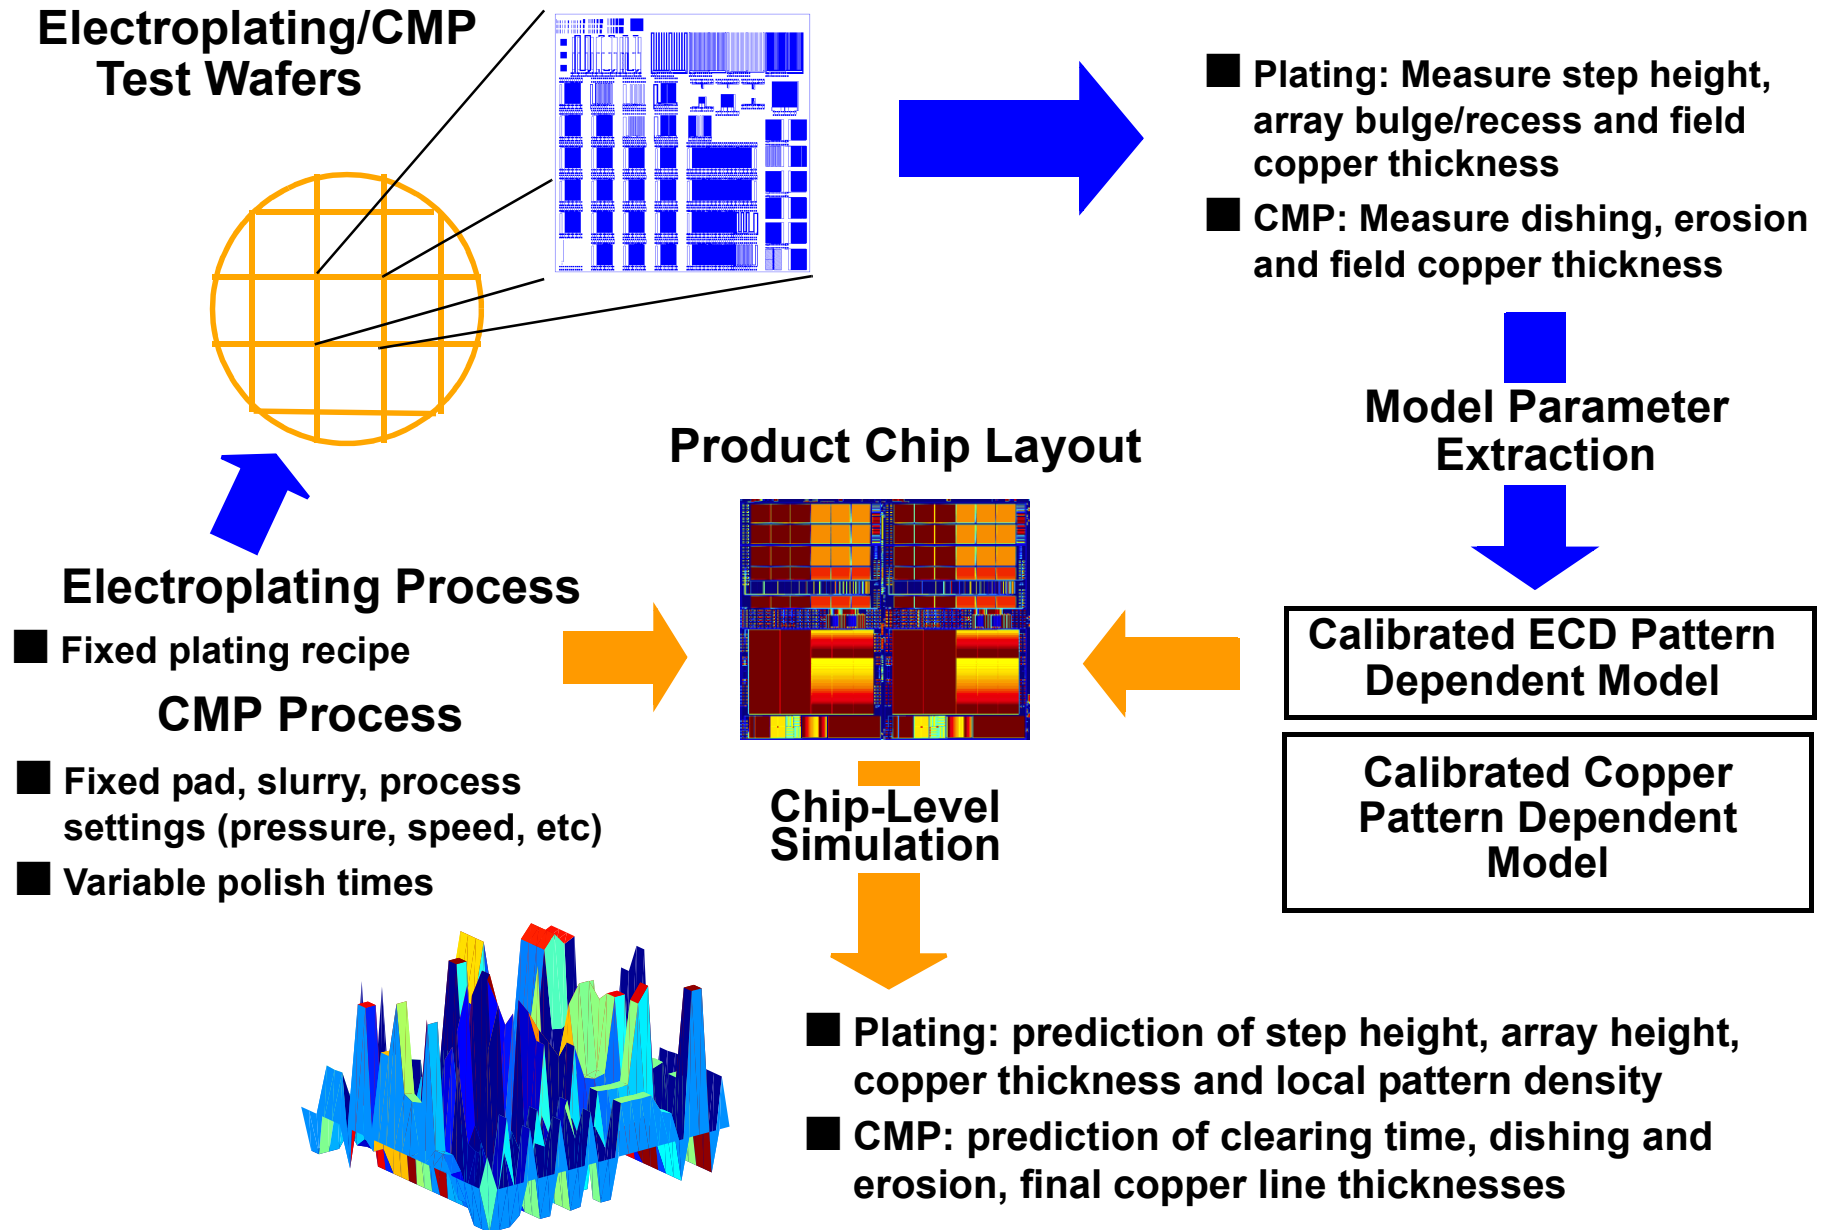 Electroplating/CMP
Test Wafers
Plating: Measure step height,
array bulge/recess and field
copper thickness
CMP: Measure dishing, erosion
and field copper thickness
Model Parameter
Extraction
Product Chip Layout
Electroplating Process
Fixed plating recipe
CMP Process
Fixed pad, slurry, process
settings (pressure, speed, etc)
Variable polish times
Calibrated ECD Pattern
Dependent Model
Calibrated Copper
Pattern Dependent
Model
Chip-Level
Simulation
Plating: prediction of step height, array height,
copper thickness and local pattern density
CMP: prediction of clearing time, dishing and
erosion, final copper line thicknesses